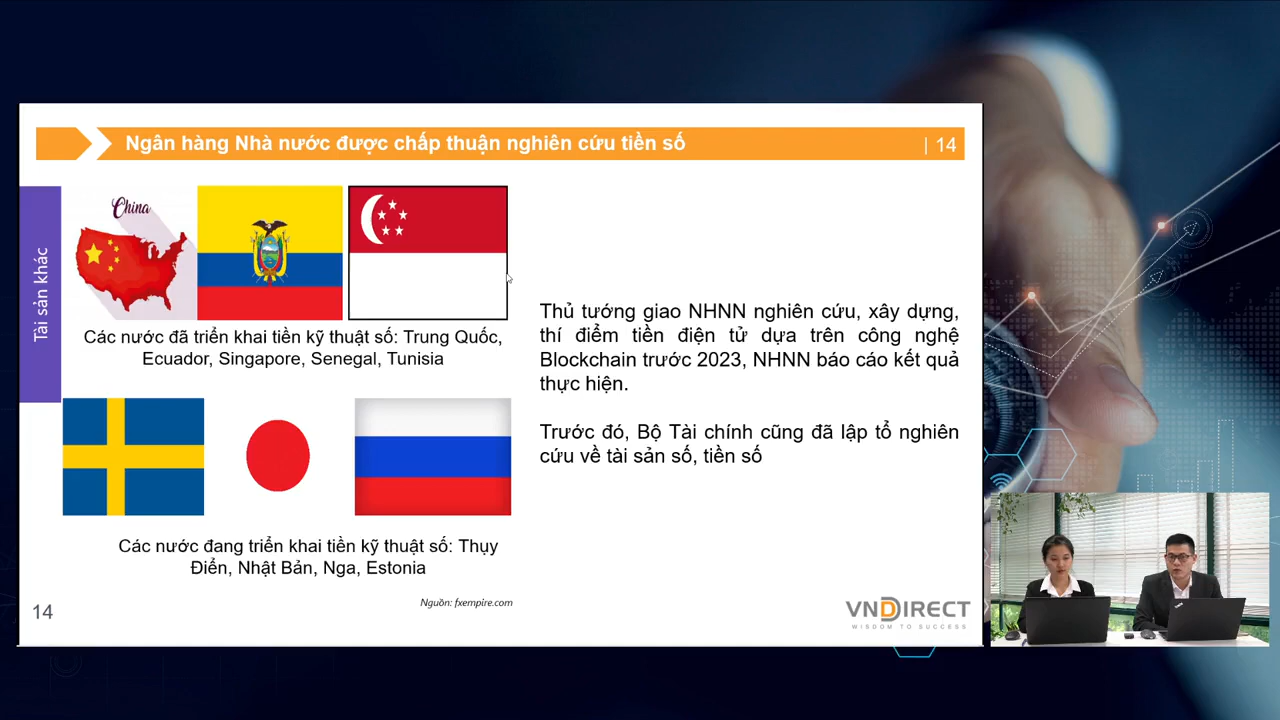 Ngân hàng Nhà nước được chấp thuận nghiên cứu tiền số
| 14
Tài sản khác
China
Các nước đã triển khai tiền kỹ thuật số: Trung Quốc,
Ecuador, Singapore, Senegal, Tunisia
Thủ tướng giao NHNN nghiên cứu, xây dựng,
thí điểm tiền điện tử dựa trên công nghệ
Blockchain trước 2023, NHNN báo cáo kết quả
thực hiện.
Trước đó, Bộ Tài chính cũng đã lập tổ nghiên
cứu về tài sản số, tiền số
Các nước đang triển khai tiền kỹ thuật số: Thụy
Điển, Nhật Bản, Nga, Estonia
Nguồn: fxempire.com
14
VNDIRECT
WISDOM TO SUCCESS